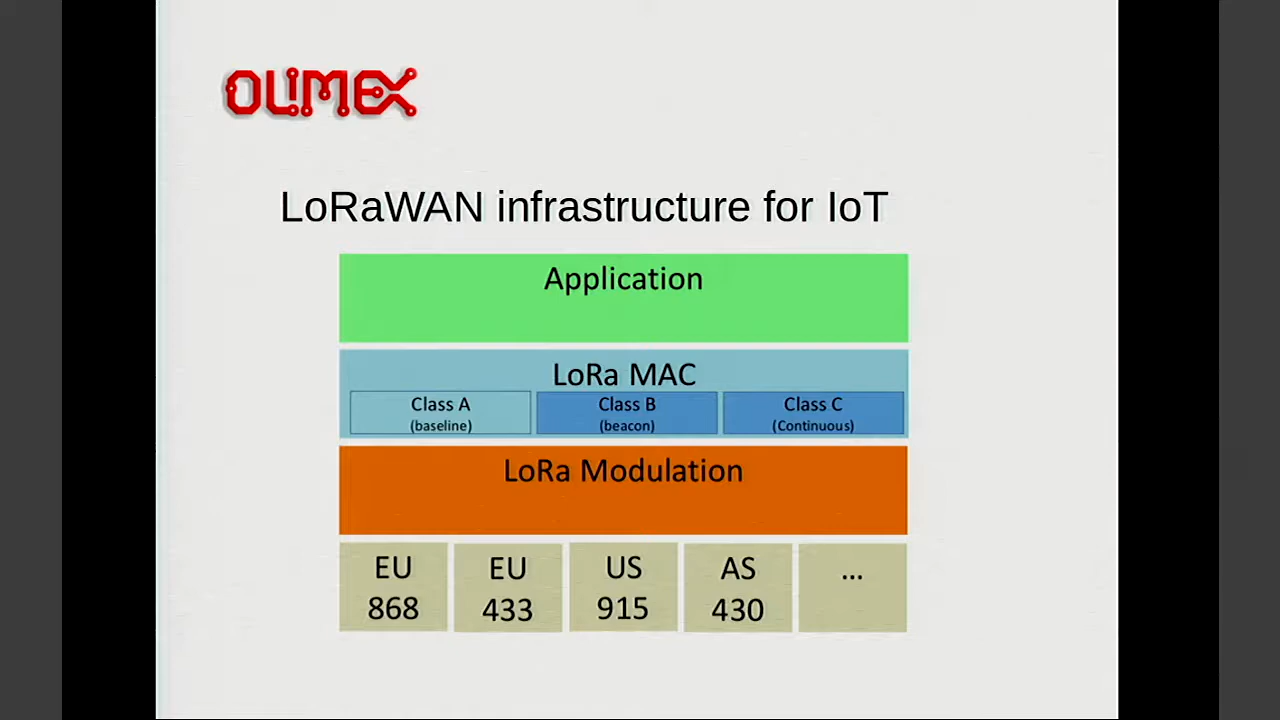 OLIMEX
LoRaWAN infrastructure for IoT
Application
LoRa MAC
Class A
(baseline)
Class B
(beacon)
Class C
(Continuous)
LoRa Modulation
EU
868
EU
433
US
915
AS
430
...